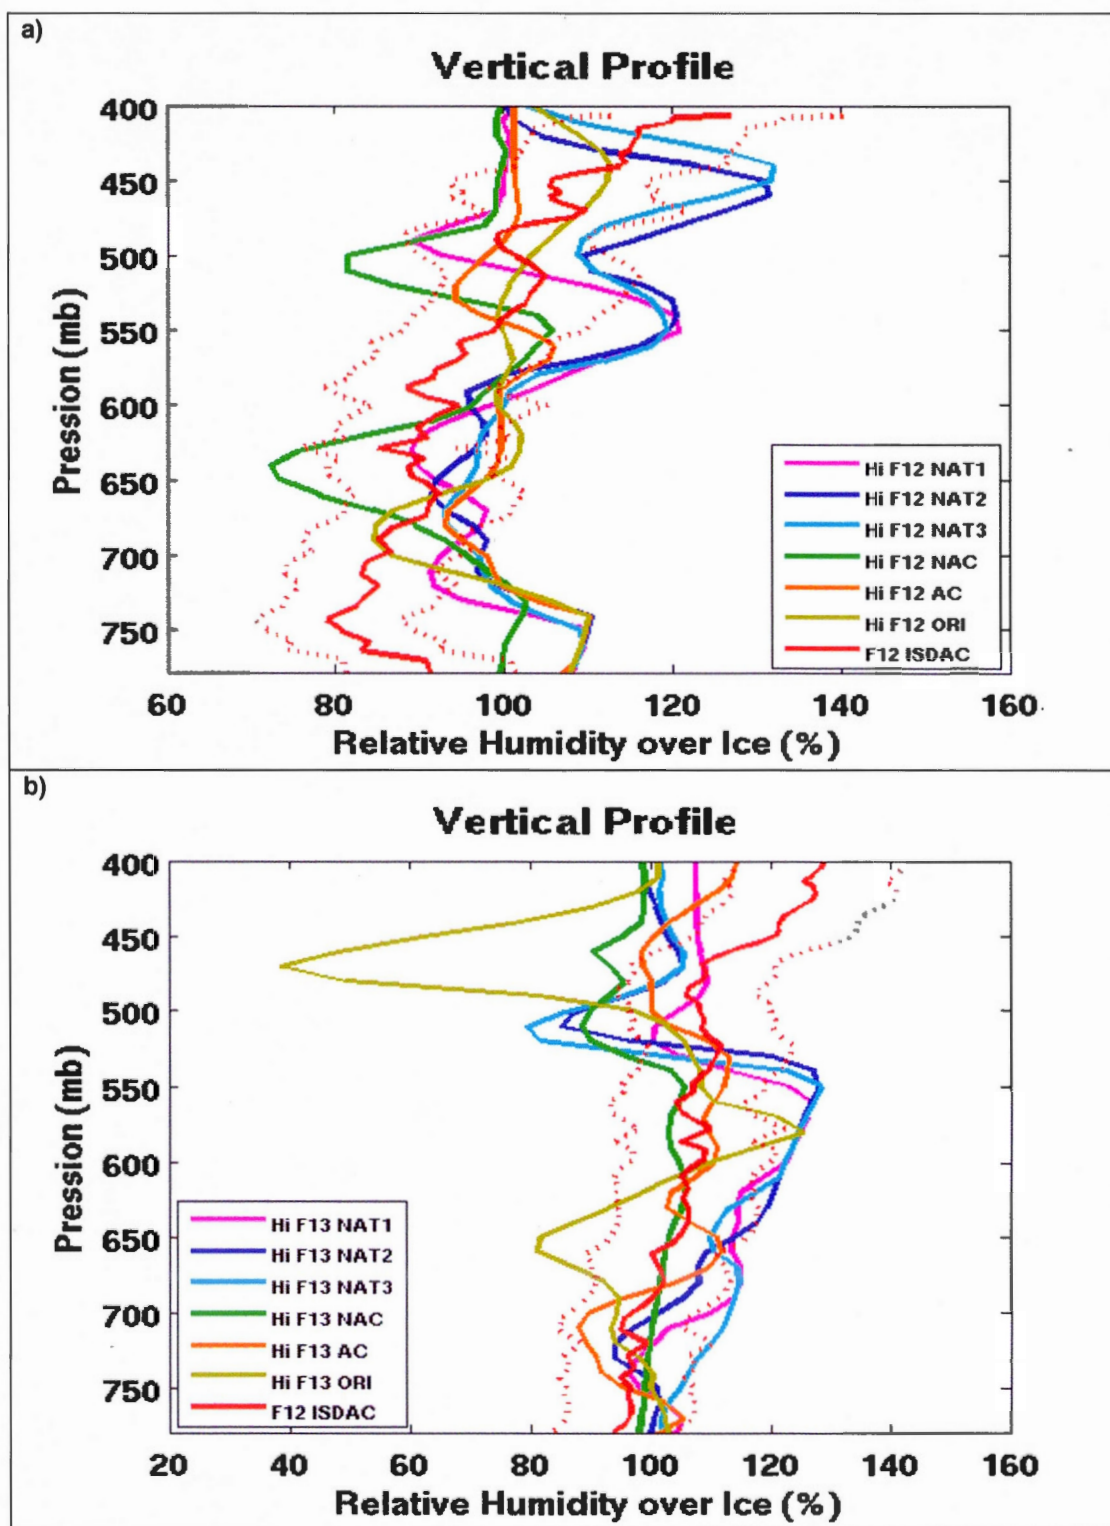 a)
Vertical Profile
400
450
500
550
600
650
700
750
Pression (mb)
Hi F12 NAT1
Hi F12 NAT2
Hi F12 NAT3
Hi F12 NAC
Hi F12 AC
Hi F12 ORI
F12 ISDAC
60 80 100 120 140 160
Relative Humidity over Ice (%)
b)
Vertical Profile
400
450
500
550
600
650
700
750
Pression (mb)
Hi F13 NAT1
Hi F13 NAT2
Hi F13 NAT3
Hi F13 NAC
Hi F13 AC
Hi F13 ORI
F12 ISDAC
20 40 60 80 100 120 140 160
Relative Humidity over Ice (%)